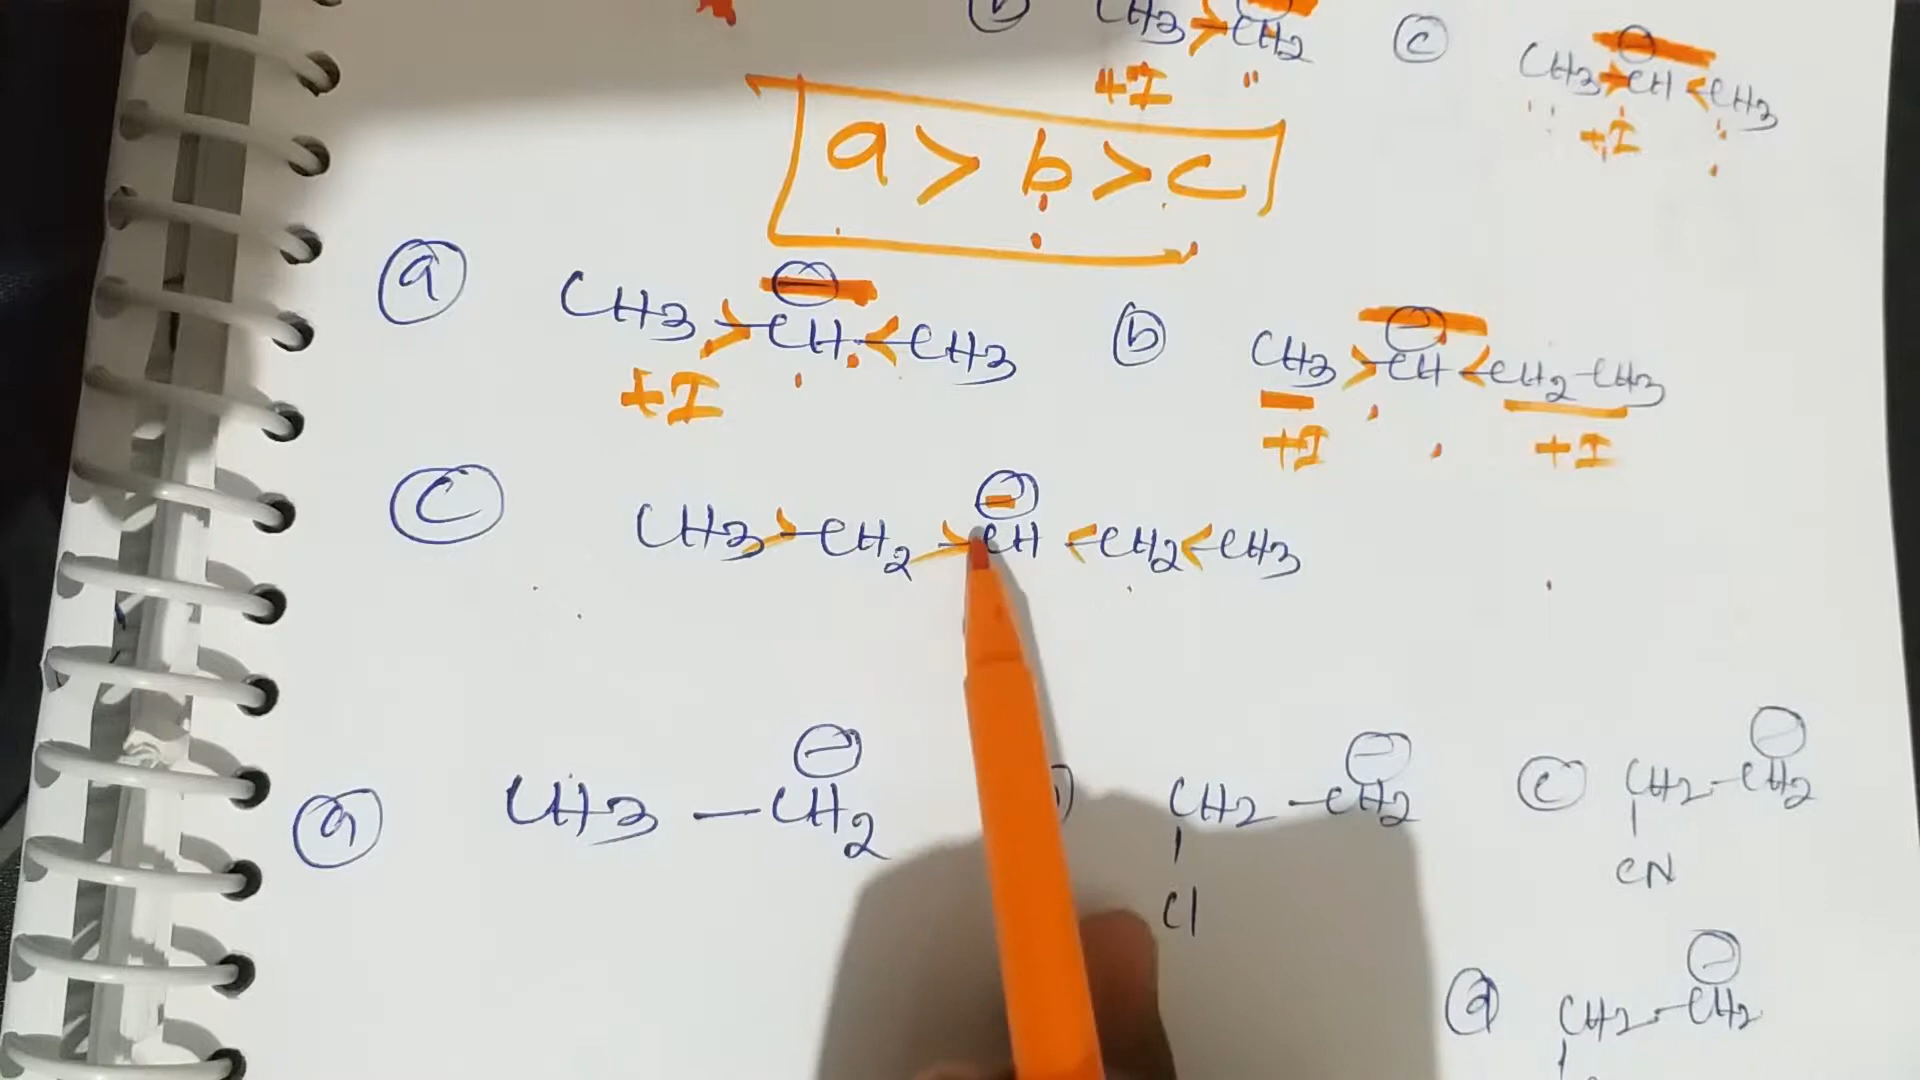 CH3 CH2 ⊖ ⓒ CH3 CH CH3
+I +I
a > b > c
ⓐ CH3 - CH ⊖ - CH3 ⓑ CH3 - CH ⊖ - CH2 - CH3
+I +I +I
ⓒ CH3 - CH2 - CH ⊖ - CH2 - CH3
ⓐ CH3 - CH2 ⊖ CH2 - CH2 ⊖ ⓒ CH2 - CH2 ⊖
Cl CN
ⓓ CH2 - CH2 ⊖